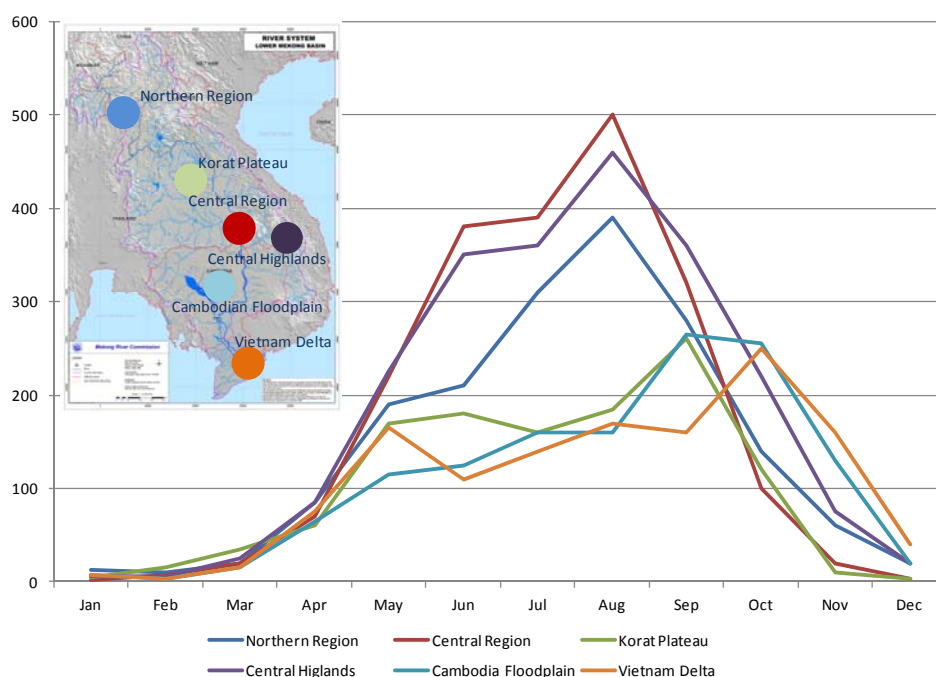 600
500
400
300
200
100
0
RIVER SYSTEM
LOWER MEKONG BASIN
Northern Region
Korat Plateau
Central Region
Central Highlands
Cambodian Floodplain
Vietnam Delta
Mekong River Commission
Jan Feb Mar Apr May Jun Jul Aug Sep Oct Nov Dec
Northern Region Central Region Korat Plateau
Central Higlands Cambodia Floodplain Vietnam Delta